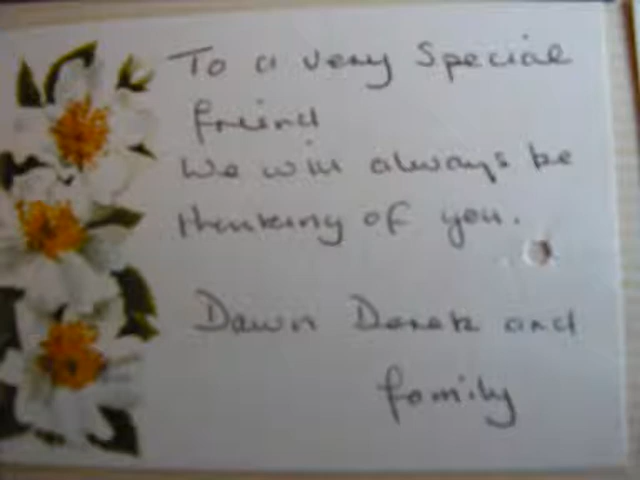 To a very Special
friend
We will always be
thinking of you.
Dawn Derek and
family